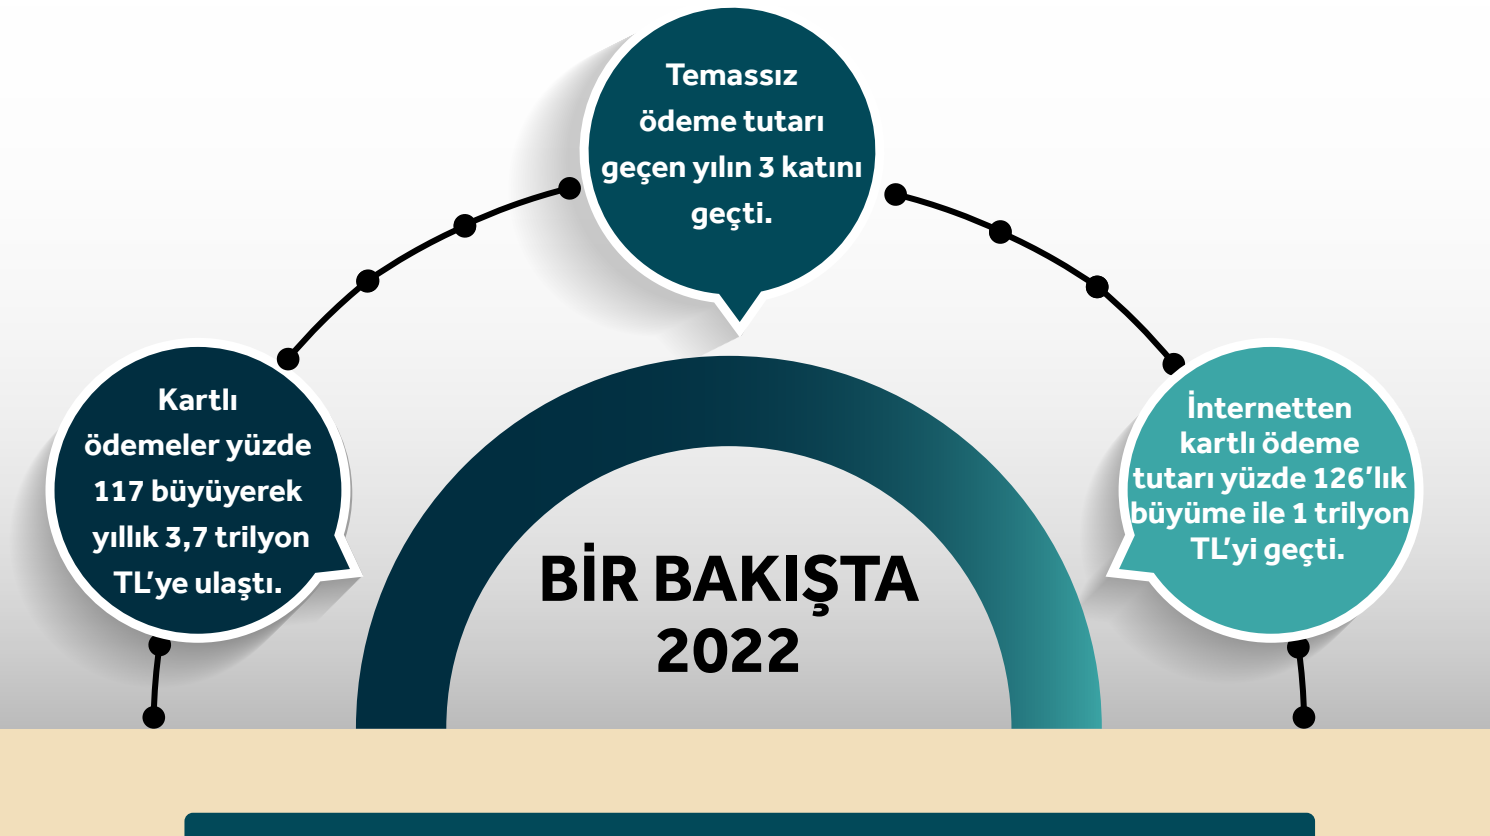 Temassız
ödeme tutarı
geçen yılın 3 katını
geçti.
Kartlı
ödemeler yüzde
117 büyüyerek
yıllık 3,7 trilyon
TL’ye ulaştı.
İnternetten
kartlı ödeme
tutarı yüzde 126’lık
büyüme ile 1 trilyon
TL’yi geçti.
BİR BAKIŞTA
2022